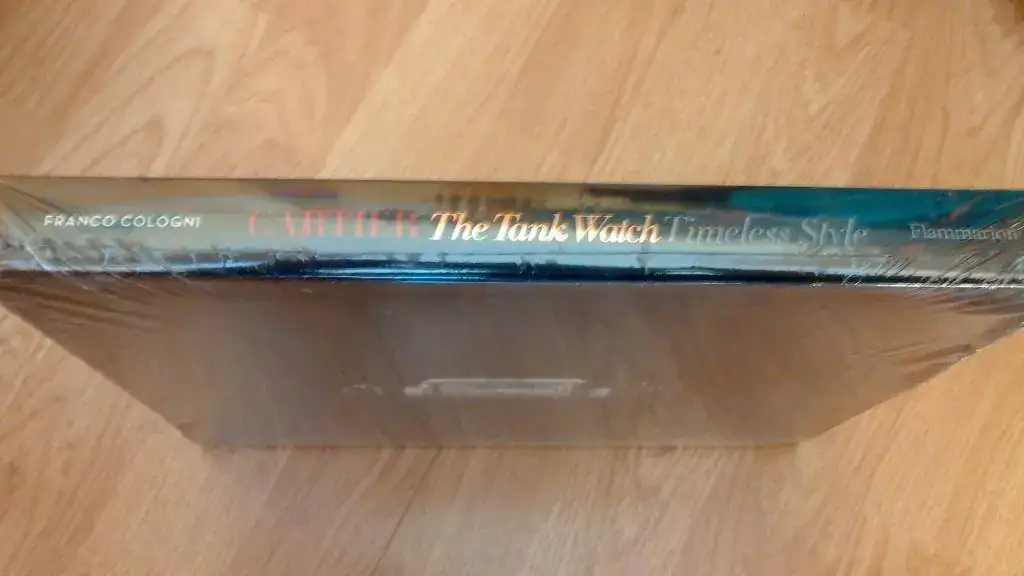 FRANCO COLOGNI CARTIER The Tank Watch Timeless Style Flammarion